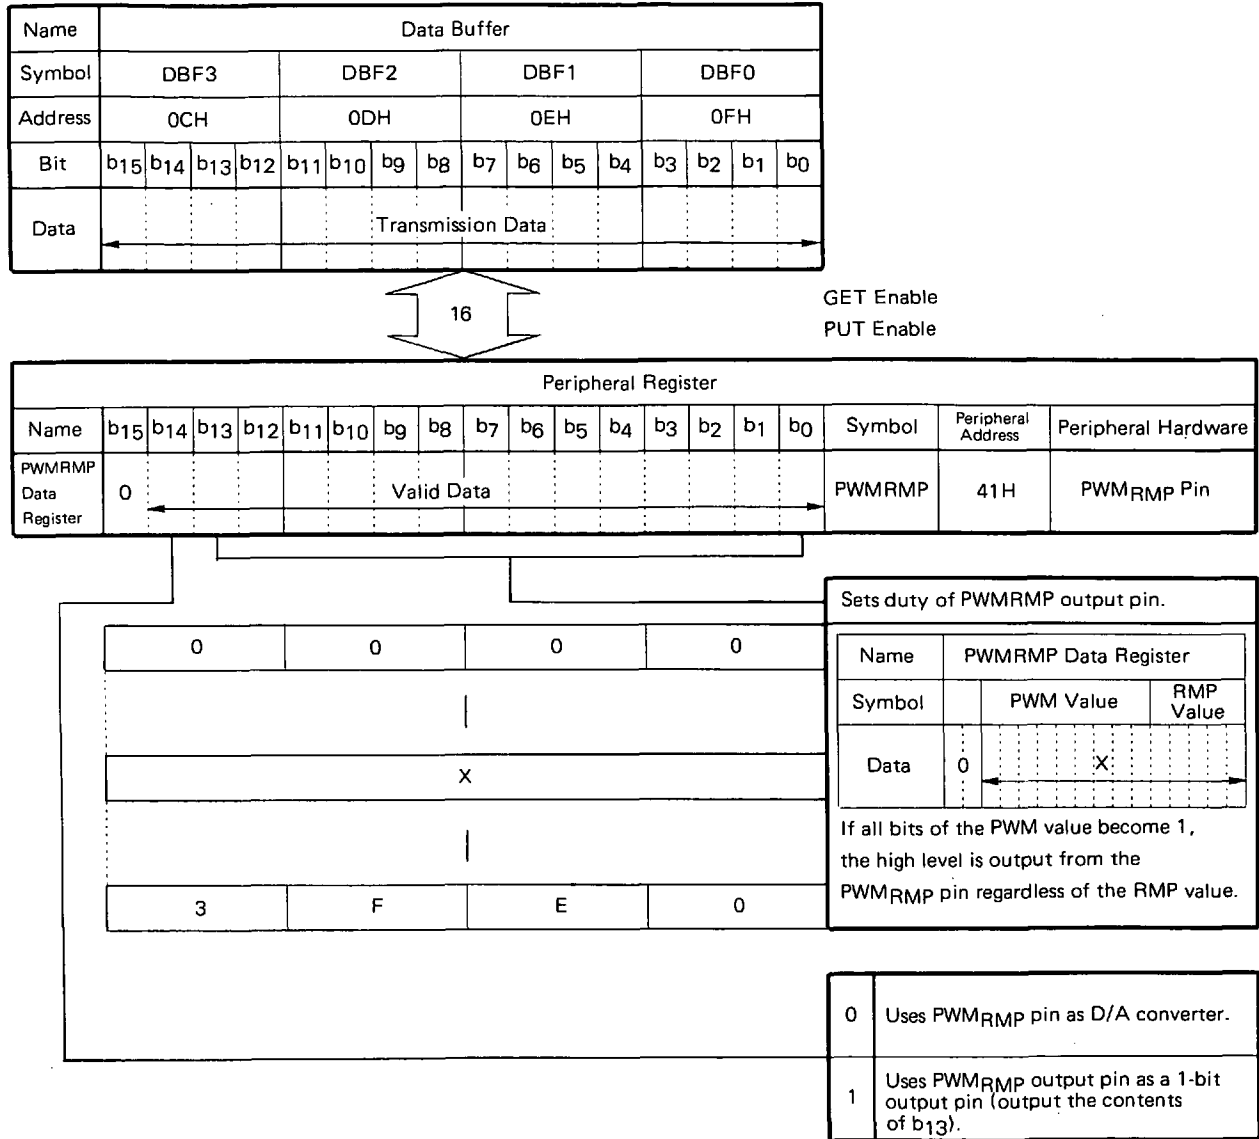 Name Data Buffer
Symbol DBF3 DBF2 DBF1 DBF0
Address 0CH 0DH 0EH 0FH
Bit b15 b14 b13 b12 b11 b10 b9 b8 b7 b6 b5 b4 b3 b2 b1 b0
Data Transmission Data
16
GET Enable
PUT Enable
Peripheral Register
Name b15 b14 b13 b12 b11 b10 b9 b8 b7 b6 b5 b4 b3 b2 b1 b0 Symbol Peripheral Address Peripheral Hardware
PWMRMP
Data
Register
0 Valid Data PWMRMP 41H PWMRMP Pin
Sets duty of PWMRMP output pin.
0 0 0 0
Name PWMRMP Data Register
Symbol PWM Value RMP Value
Data 0 X
X
If all bits of the PWM value become 1,
the high level is output from the
PWMRMP pin regardless of the RMP value.
3 F E 0
0 Uses PWMRMP pin as D/A converter.
1 Uses PWMRMP output pin as a 1-bit
output pin (output the contents
of b13).